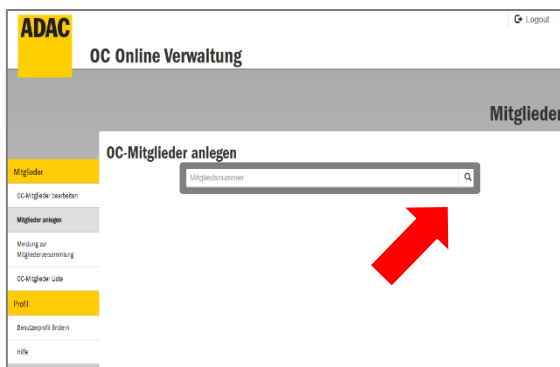 ADAC
Logout
OC Online Verwaltung
Mitglieder
OC-Mitglieder anlegen
Mitgliedsnummer
Mitglieder
OC-Mitglieder bearbeiten
Mitglieder anlegen
Meldung zur
Mitgliederversammlung
OC-Mitglieder Liste
Profil
Benutzerprofil ändern
Hilfe